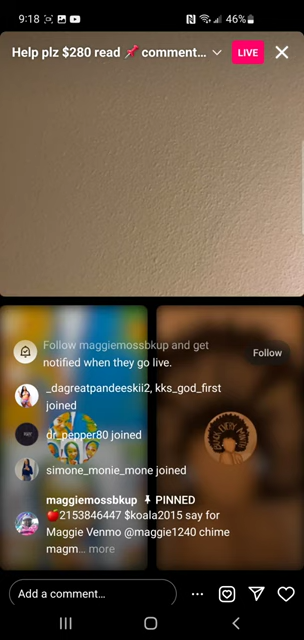 9:18
46%
Help plz $280 read 📌 comment...
LIVE
Follow maggiemossbkup and get
notified when they go live.
Follow
_dagreatpandeeskii2, kks_god_first
joined
dr_pepper80 joined
simone_monie_mone joined
maggiemossbkup PINNED
🍎2153846447 $koala2015 say for
Maggie Venmo @maggie1240 chime
magm... more
Add a comment...